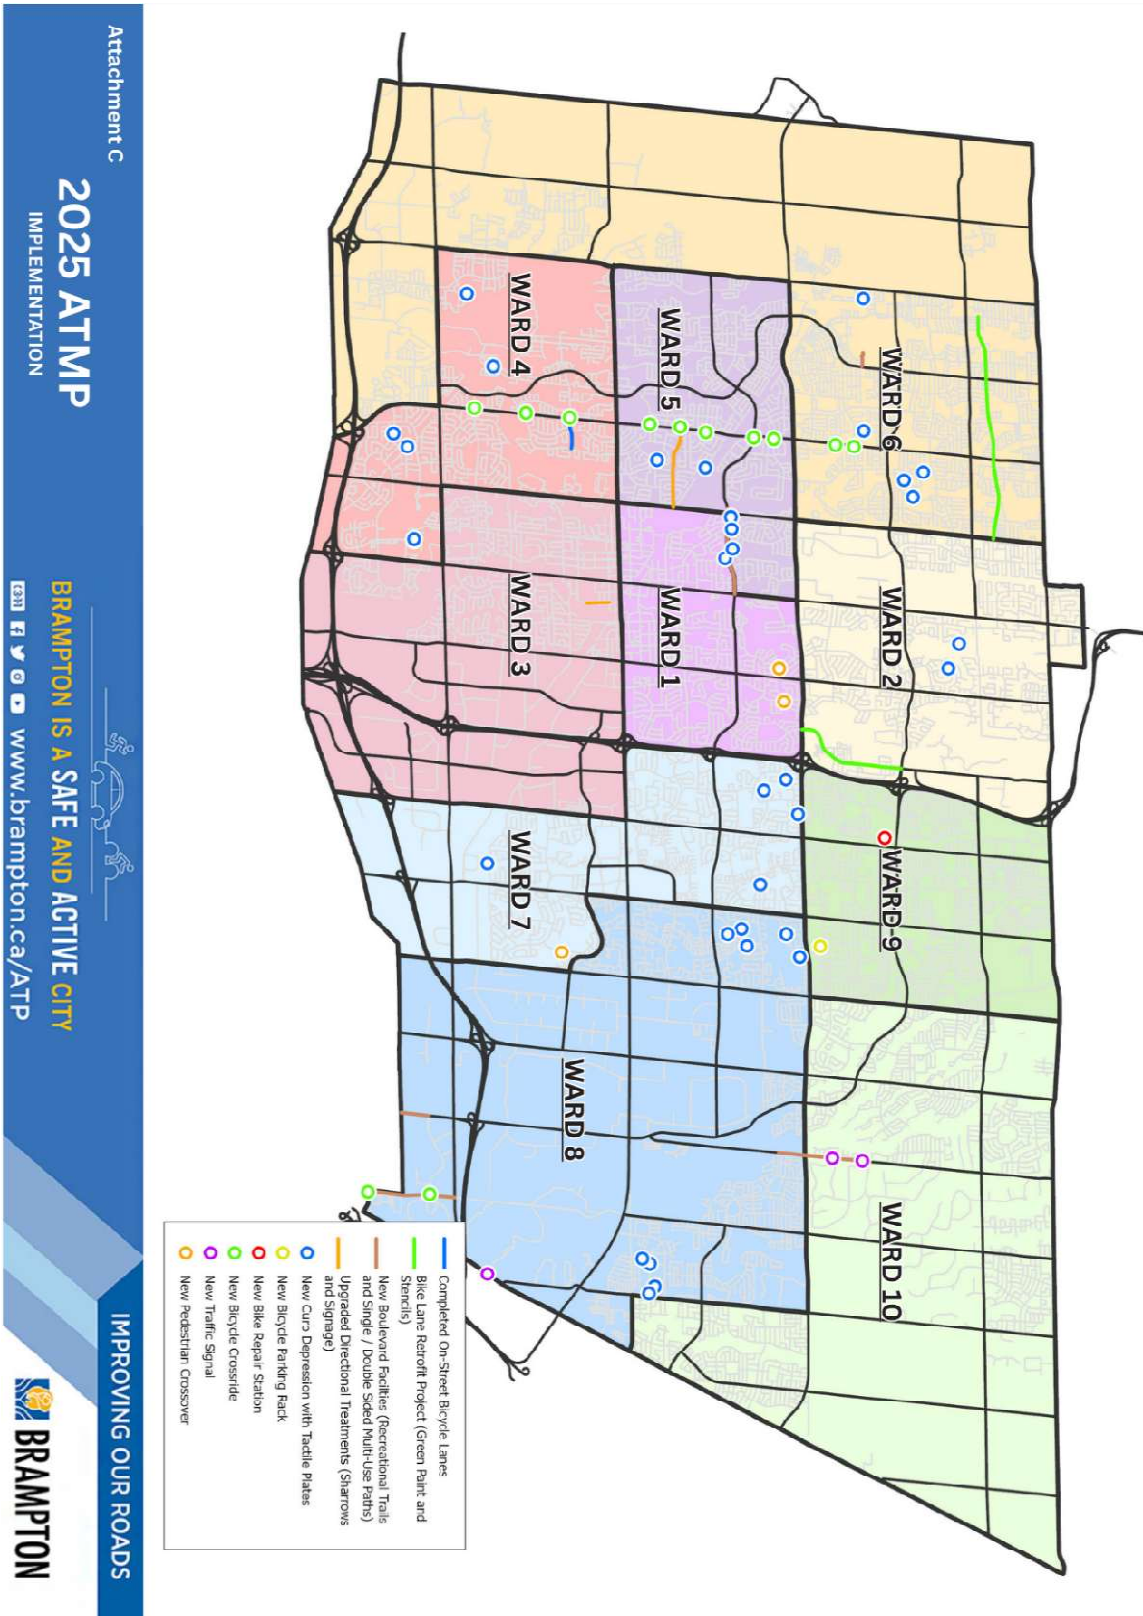 Attachment C
2025 ATMP
IMPLEMENTATION
BRAMPTON IS A SAFE AND ACTIVE CITY
www.brampton.ca/ATP
IMPROVING OUR ROADS
BRAMPTON
WARD 6
WARD 2
WARD 9
WARD 10
WARD 5
WARD 1
WARD 4
WARD 3
WARD 7
WARD 8
Completed On-Street Bicycle Lanes
Bike Lane Retrofit Project (Green Paint and
Stencils)
New Boulevard Facilities (Recreational Trails
and Single / Double Sided Multi-Use Paths)
Upgraded Directional Treatments (Sharrows
and Signage)
New Curb Depression with Tactile Plates
New Bicycle Parking Rack
New Bike Repair Station
New Bicycle Crossride
New Traffic Signal
New Pedestrian Crossover